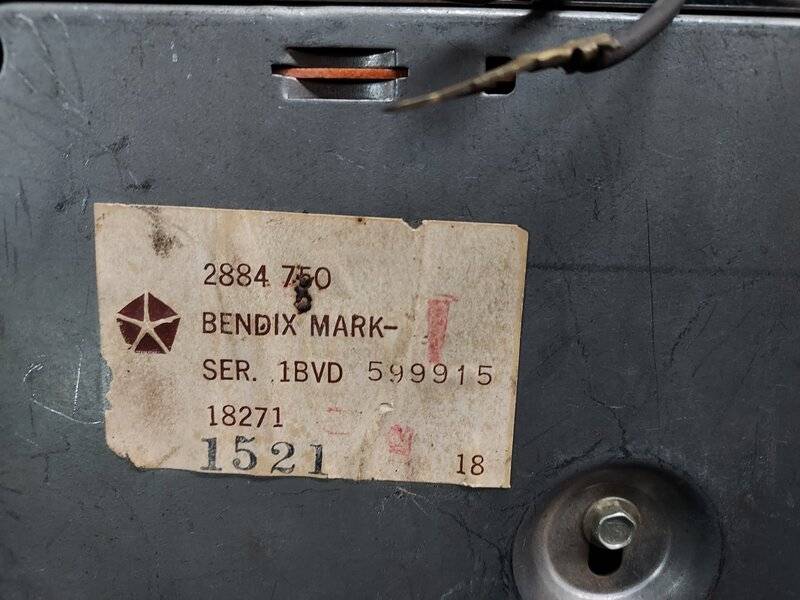 2884 750
BENDIX MARK-
SER. 1BVD 599915
18271
1521 18